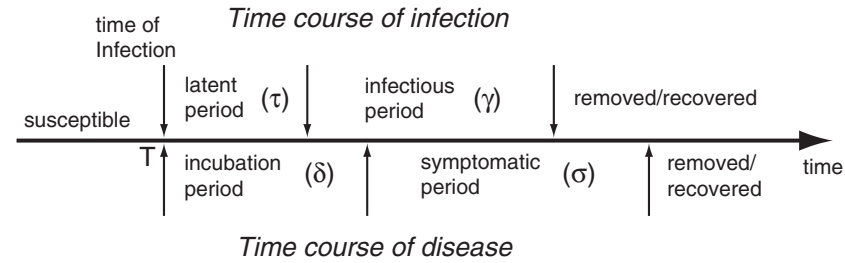 Time course of infection
time of
Infection
latent
period (τ)
infectious
period (γ)
removed/recovered
susceptible
T
incubation
period (δ)
symptomatic
period (σ)
removed/
recovered
time
Time course of disease